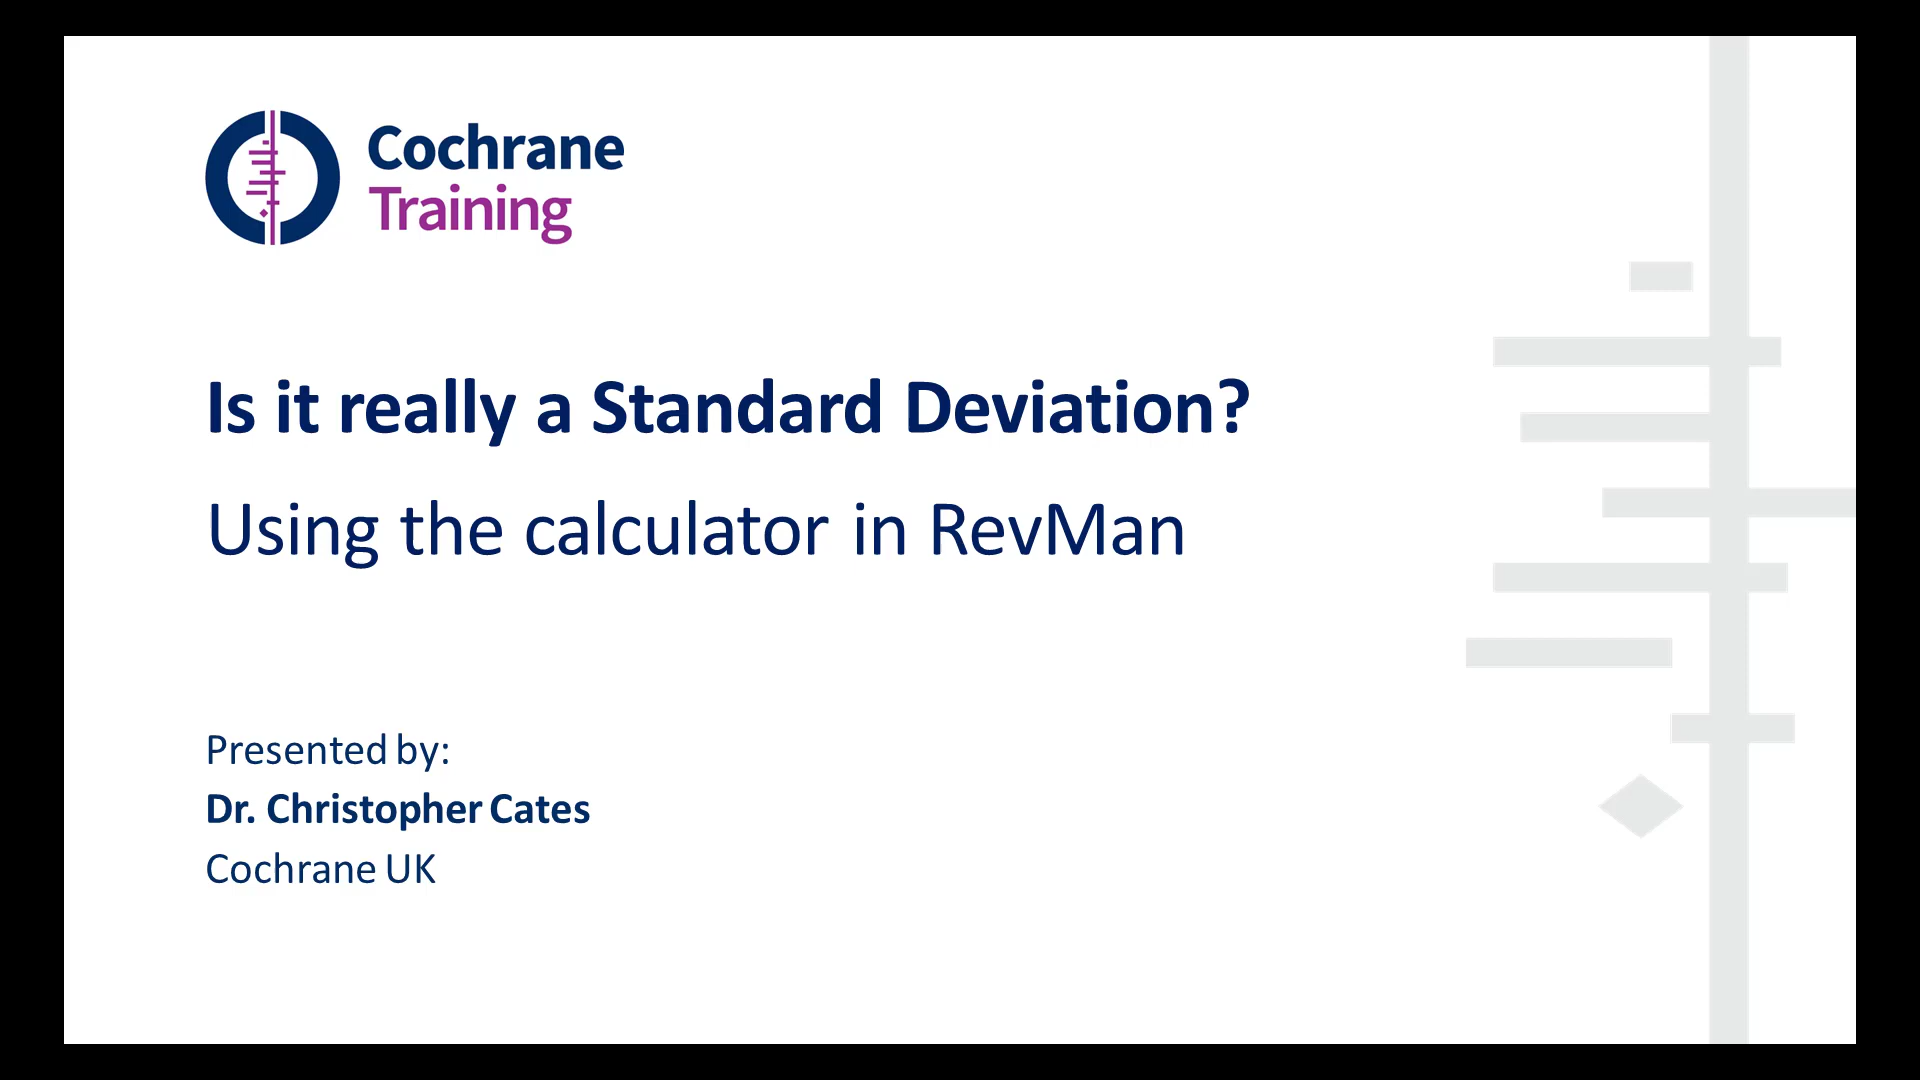 Cochrane
Training
Is it really a Standard Deviation?
Using the calculator in RevMan
Presented by:
Dr. Christopher Cates
Cochrane UK